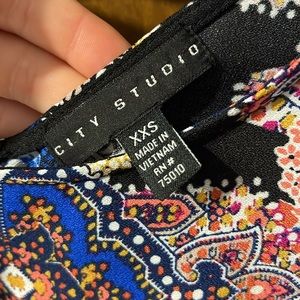 CITY STUDIO
XXS
MADE IN
VIETNAM
RN#
75010